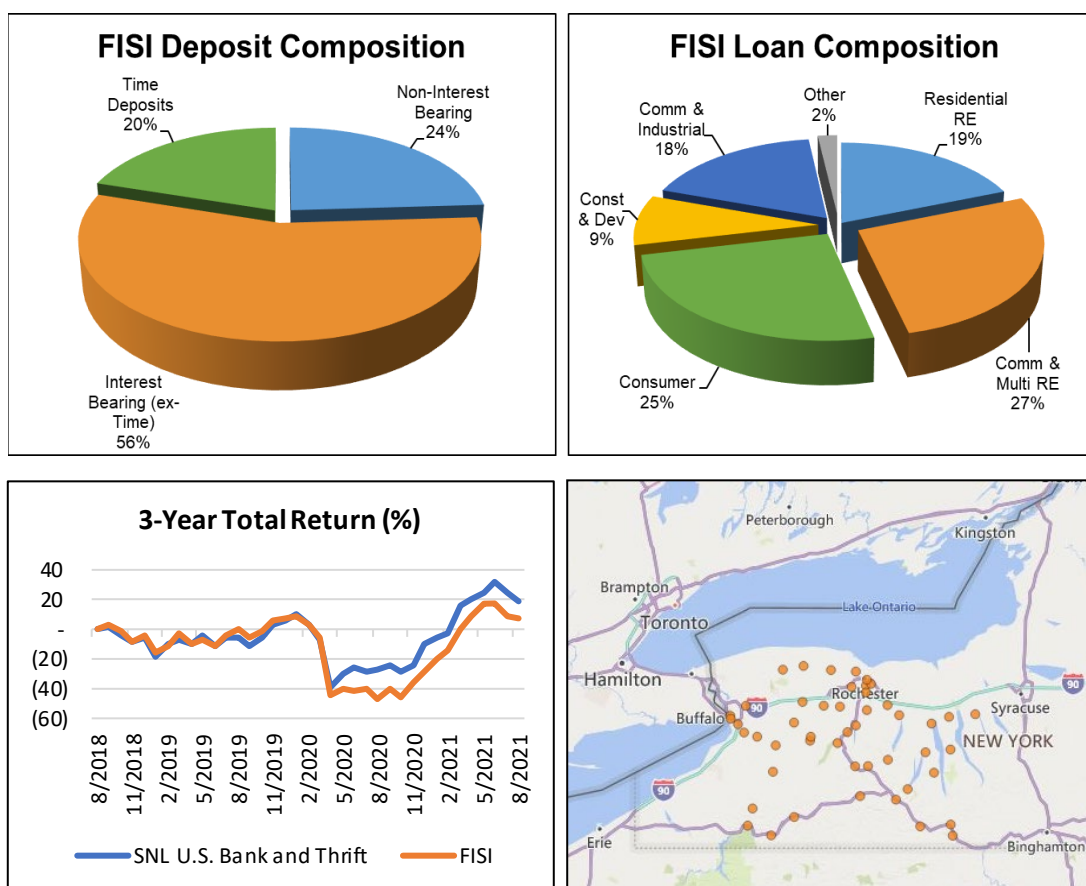 FISI Deposit Composition
Time
Deposits
20%
Non-Interest
Bearing
24%
Interest
Bearing (ex-
Time)
56%
FISI Loan Composition
Comm
& Industrial
18%
Other
2%
Residential
RE
19%
Const
& Dev
9%
Consumer
25%
Comm &
Multi RE
27%
3-Year Total Return (%)
40
20
-
(20)
(40)
(60)
8/2018
11/2018
2/2019
5/2019
8/2019
11/2019
2/2020
5/2020
8/2020
11/2020
2/2021
5/2021
8/2021
SNL U.S. Bank and Thrift
FISI
Peterborough
Kingston
Brampton
Toronto
Lake Ontario
Hamilton
Rochester
90
90
Syracuse
Buffalo
NEW YORK
90
Erie
Binghamton